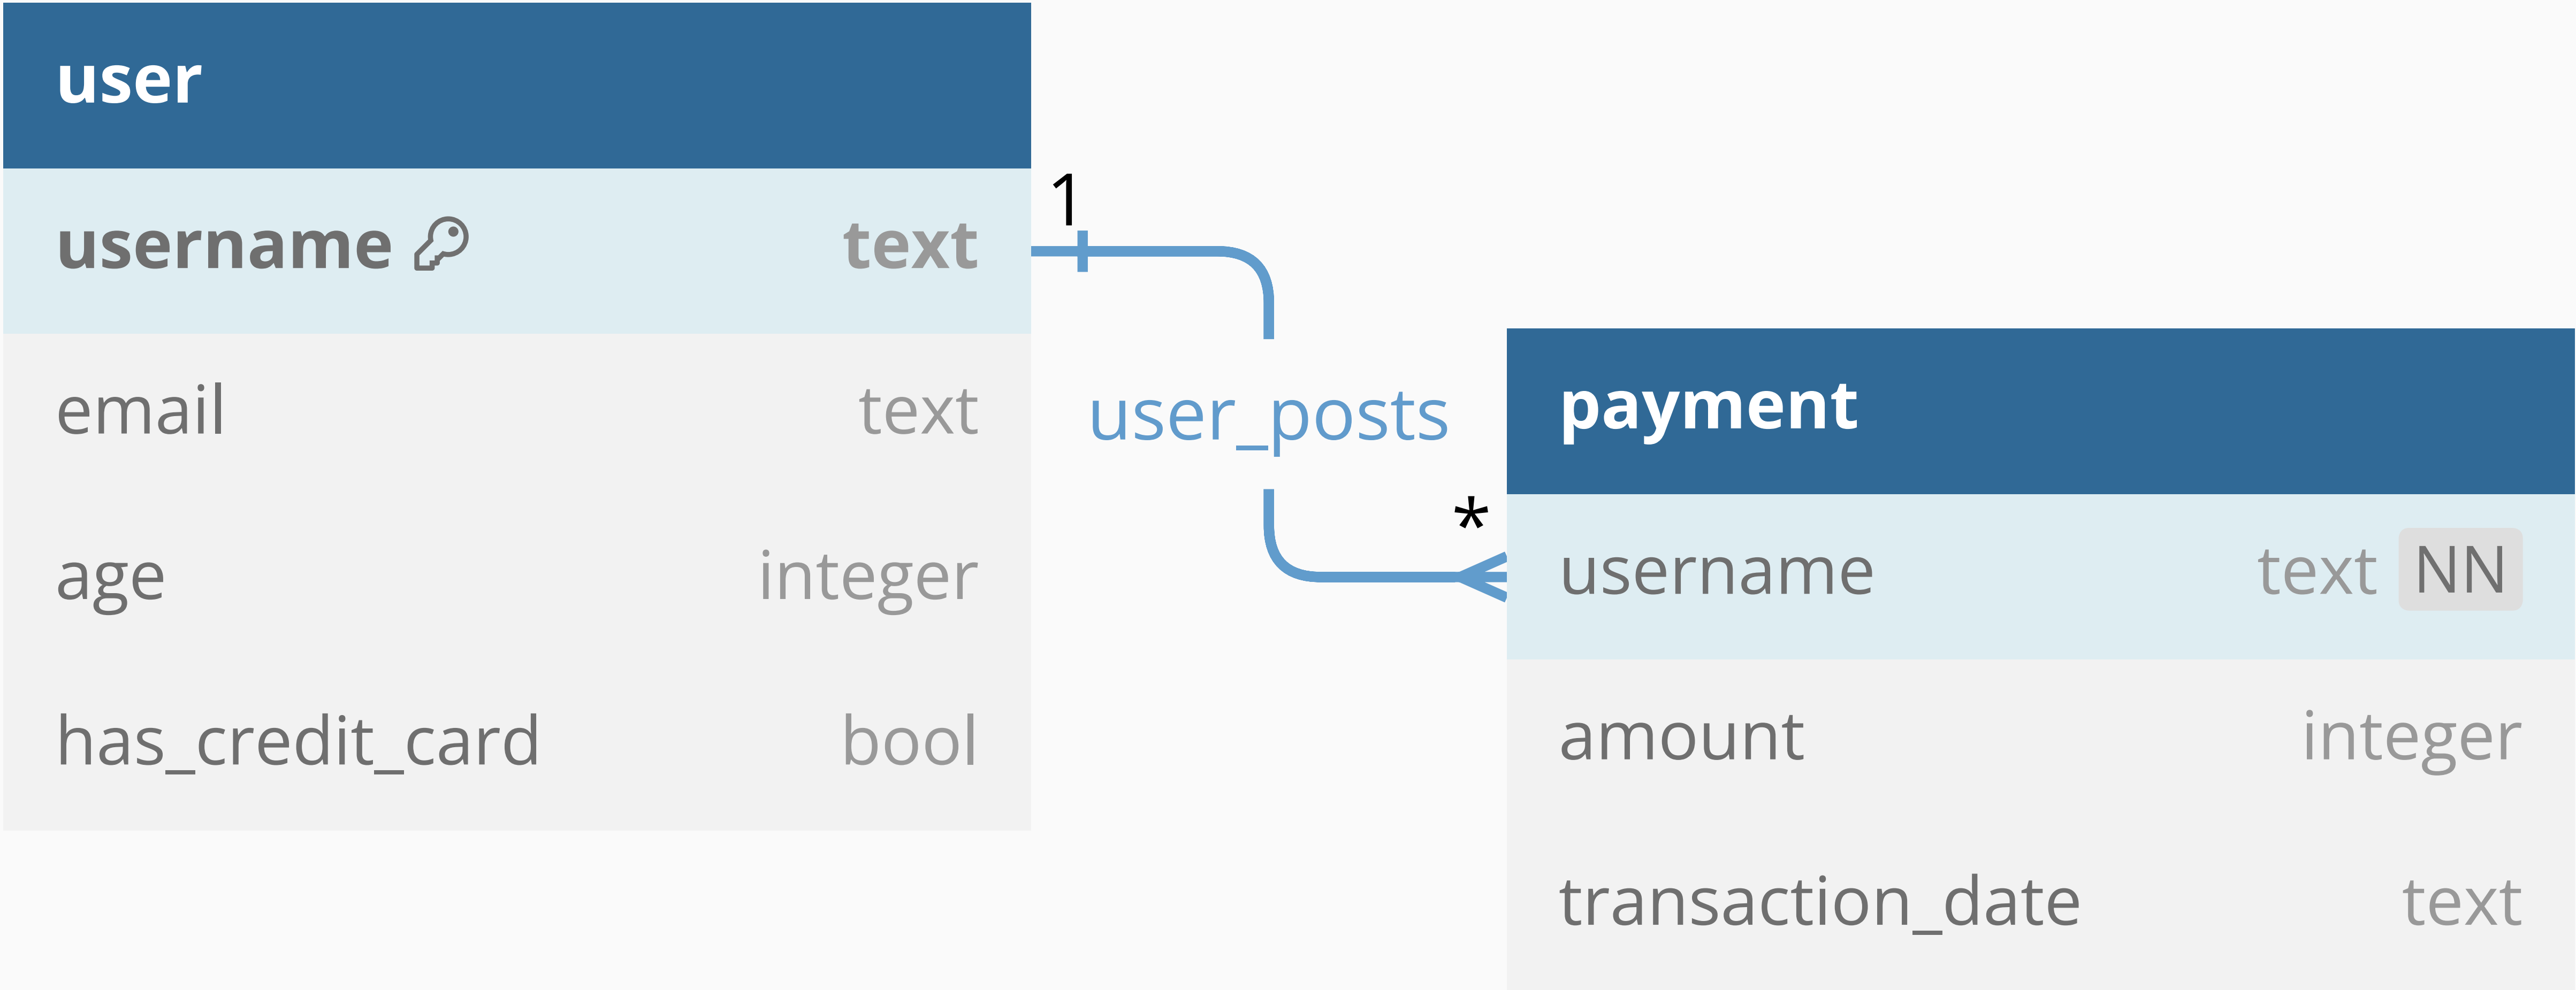 user
username text
email text
age integer
has_credit_card bool
1
user_posts
*
payment
username text NN
amount integer
transaction_date text